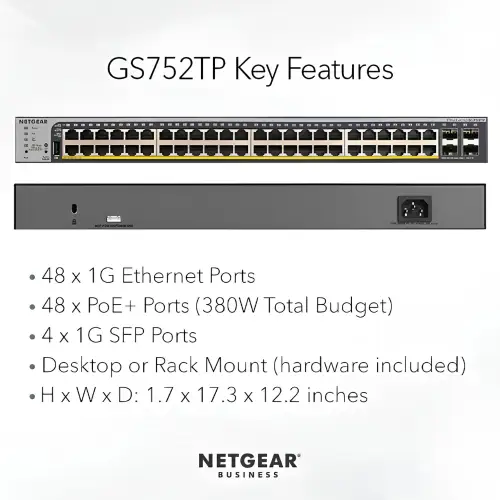 GS752TP Key Features
NETGEAR
• 48 x 1G Ethernet Ports
• 48 x PoE+ Ports (380W Total Budget)
• 4 x 1G SFP Ports
• Desktop or Rack Mount (hardware included)
• H x W x D: 1.7 x 17.3 x 12.2 inches
NETGEAR®
BUSINESS